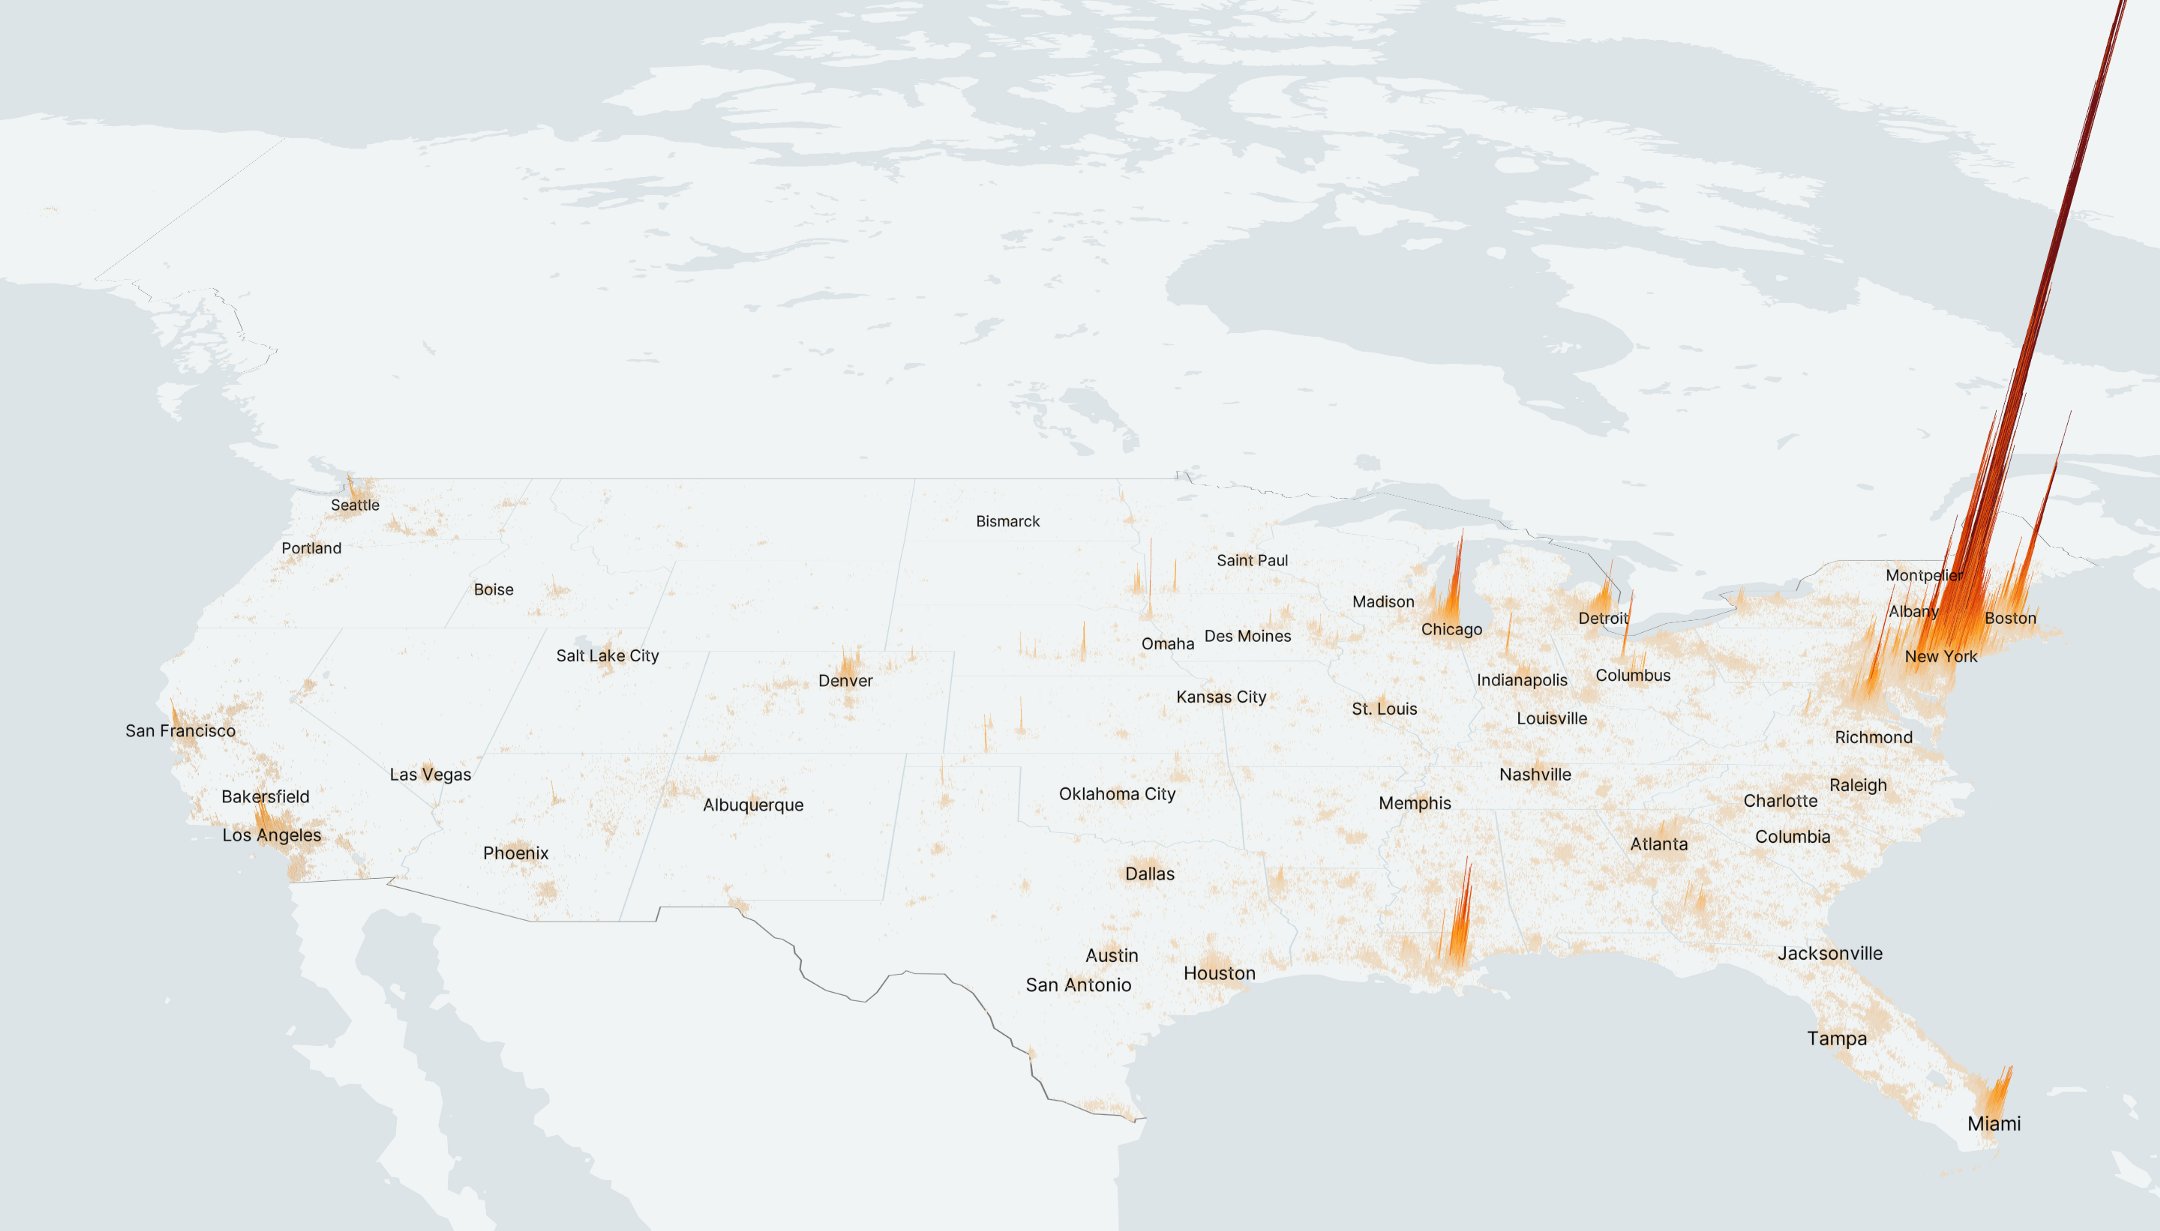 Seattle
Bismarck
Portland
Saint Paul
Montpelier
Boise
Madison
Albany
Detroit
Boston
Chicago
Des Moines
Omaha
Salt Lake City
New York
Columbus
Denver
Indianapolis
Kansas City
St. Louis
Louisville
San Francisco
Richmond
Las Vegas
Nashville
Raleigh
Oklahoma City
Bakersfield
Charlotte
Memphis
Albuquerque
Los Angeles
Columbia
Atlanta
Phoenix
Dallas
Jacksonville
Austin
Houston
San Antonio
Tampa
Miami